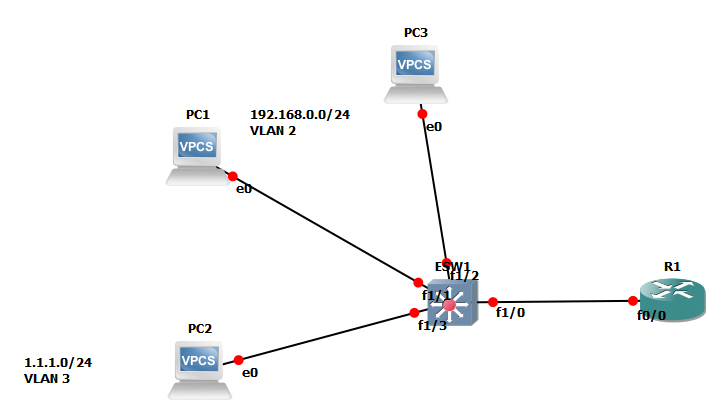 PC3
VPCS
e0
PC1
192.168.0.0/24
VLAN 2
VPCS
e0
ESW1
f1/2
R1
f1/1
f1/0
f0/0
f1/3
PC2
VPCS
e0
1.1.1.0/24
VLAN 3